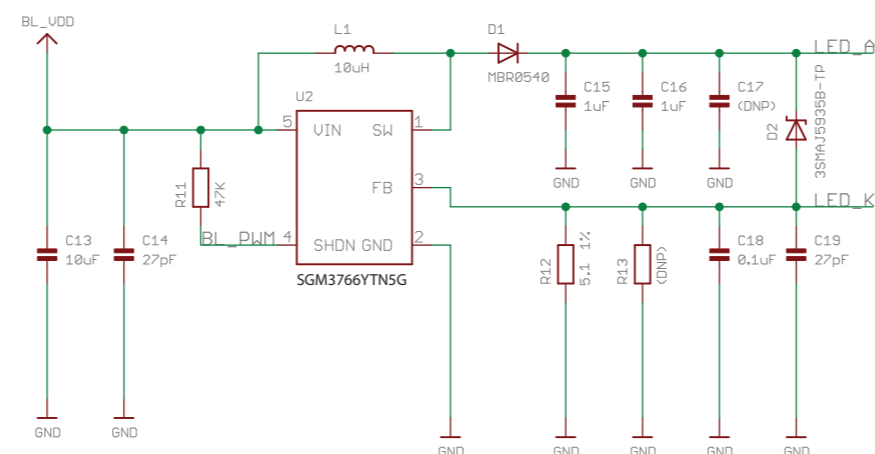 BL_VDD
L1
10uH
D1
MBR0540
LED_A
C15
1uF
C16
1uF
C17
(DNP)
D2
3SMAJ5935B-TP
GND
GND
GND
U2
5
VIN
SW
1
FB
3
BL_PWM
4
SHDN
GND
2
SGM3766YTN5G
R11
47K
LED_K
C13
10uF
C14
27pF
R12
5.1 1%
R13
(DNP)
C18
0.1uF
C19
27pF
GND
GND
GND
GND
GND
GND
GND